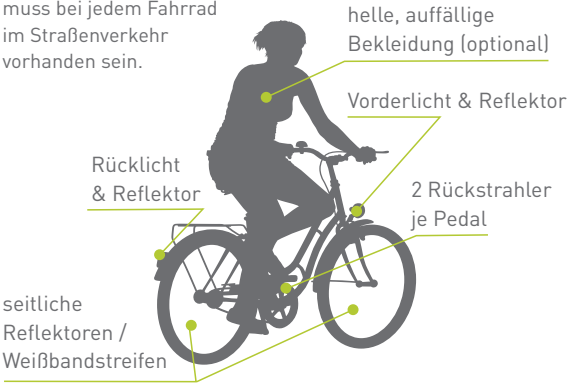 muss bei jedem Fahrrad
im Straßenverkehr
vorhanden sein.
helle, auffällige
Bekleidung (optional)
Vorderlicht & Reflektor
Rücklicht
& Reflektor
2 Rückstrahler
je Pedal
seitliche
Reflektoren /
Weißbandstreifen